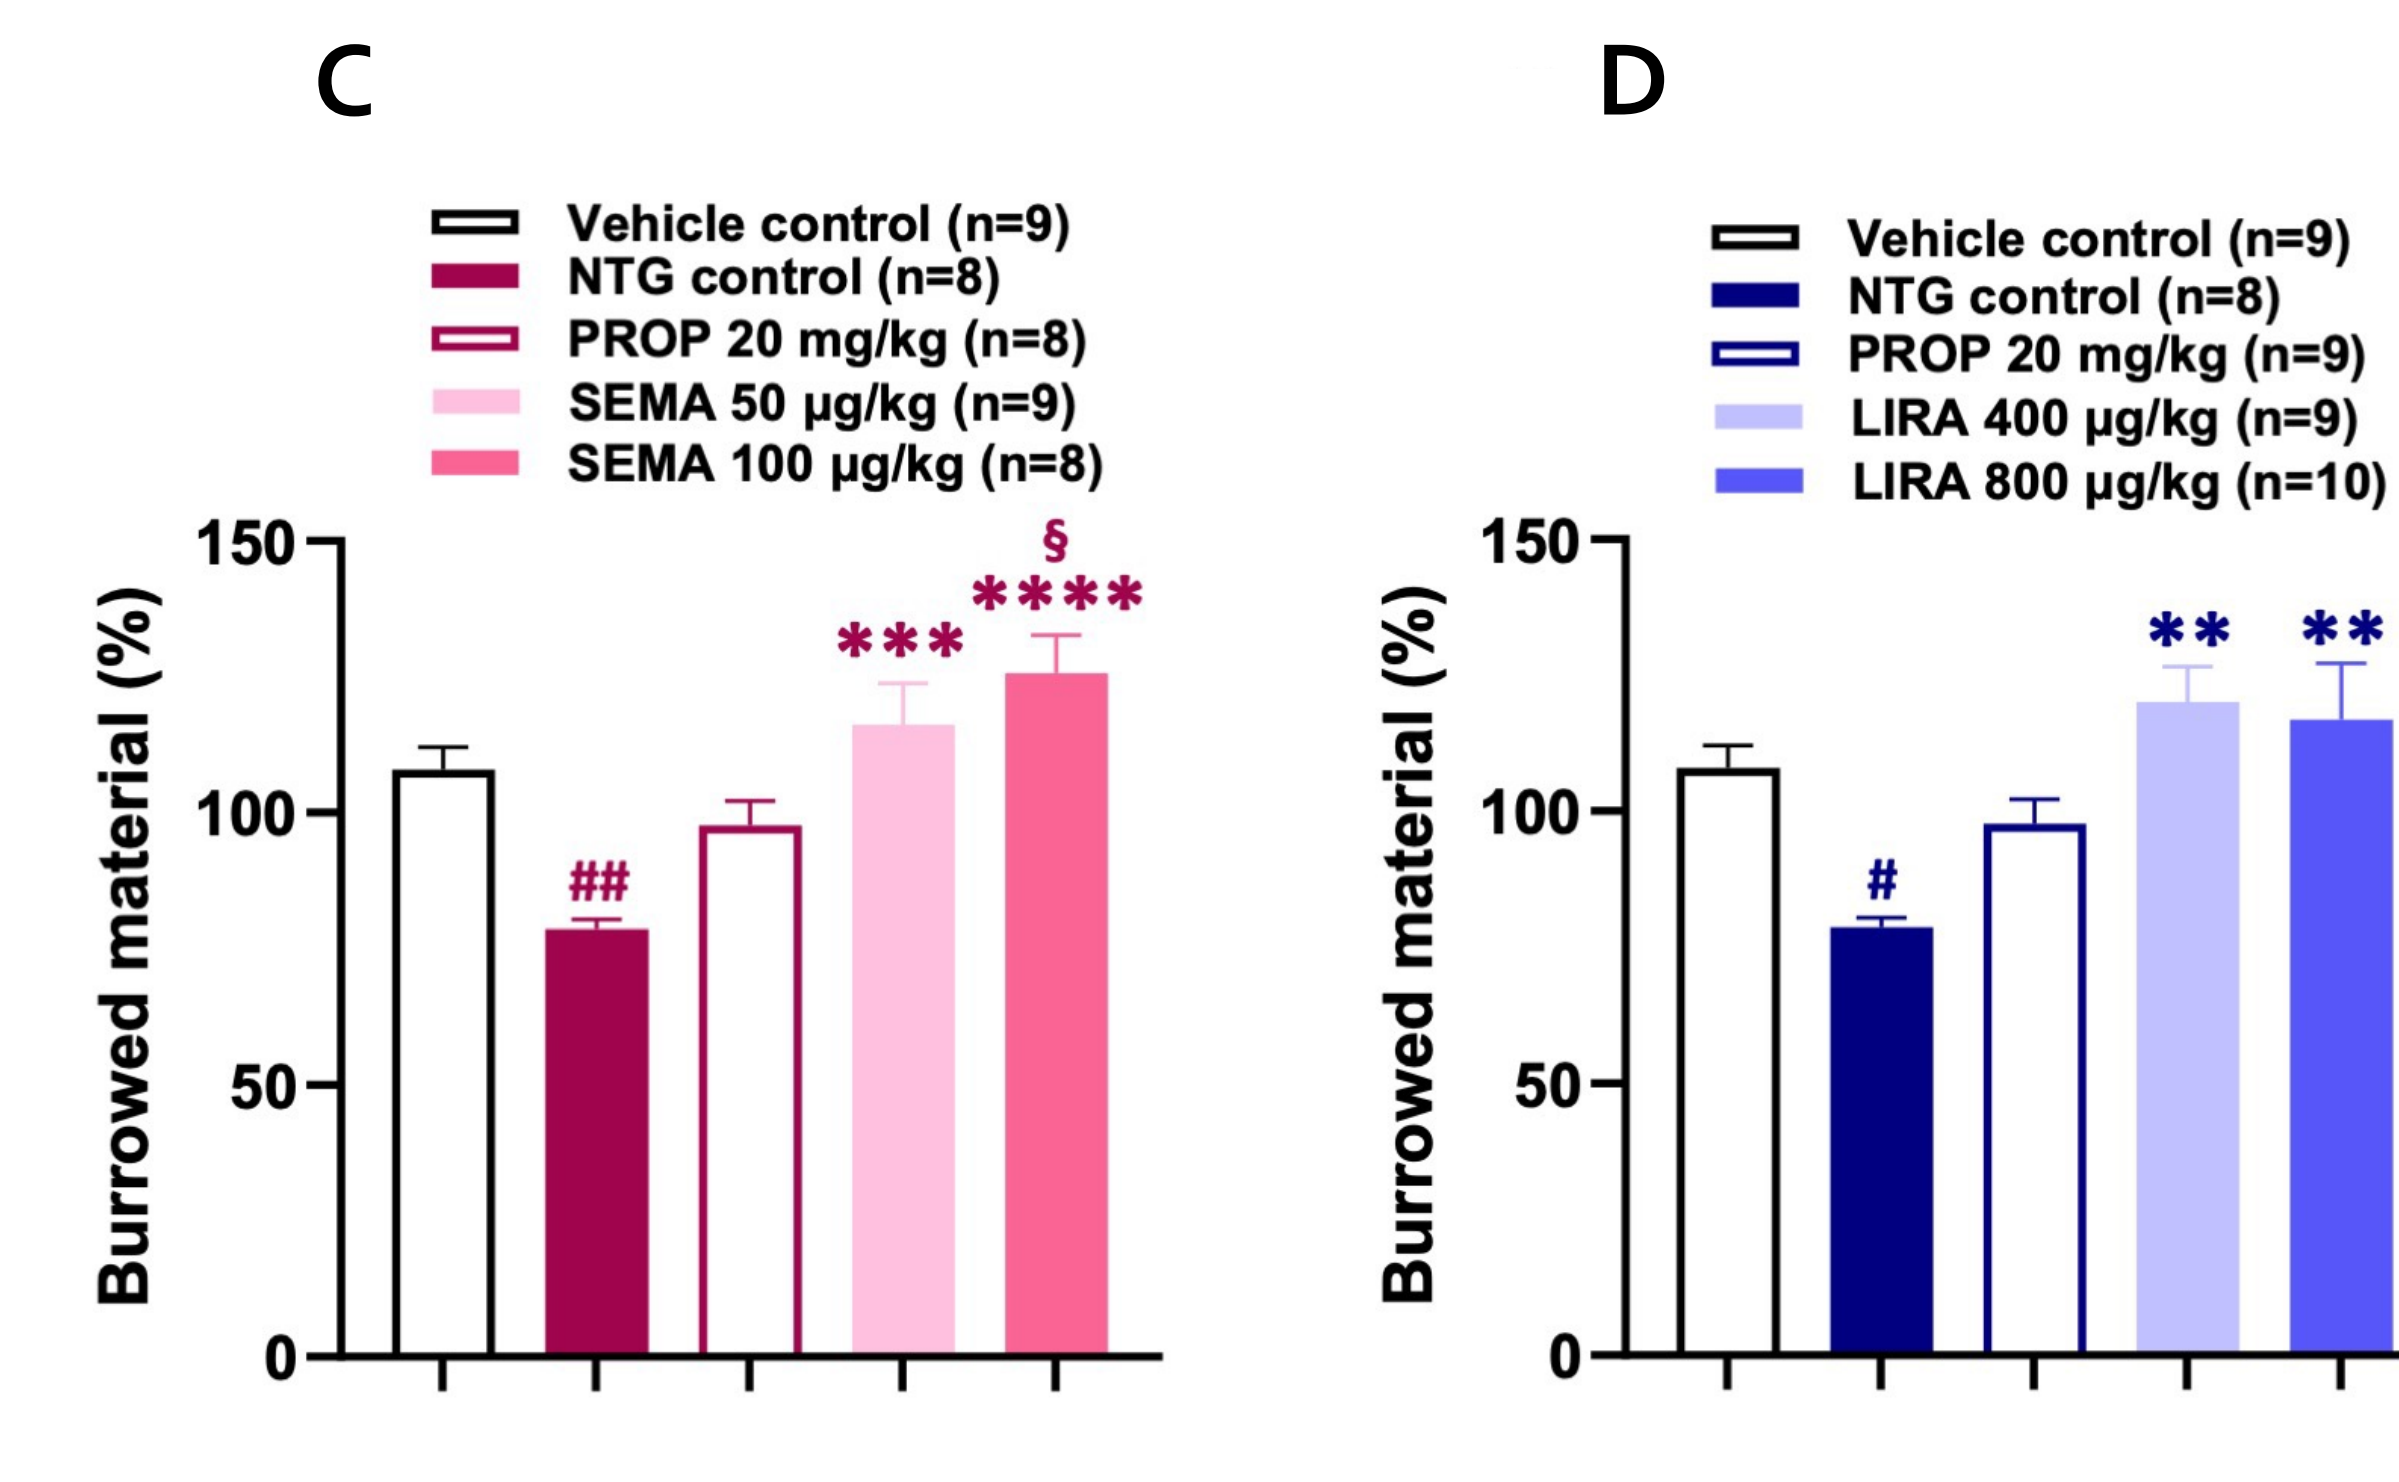 C
Vehicle control (n=9)
NTG control (n=8)
PROP 20 mg/kg (n=8)
SEMA 50 µg/kg (n=9)
SEMA 100 µg/kg (n=8)
Burrowed material (%)
150
100
50
0
##
***
§
****
D
Vehicle control (n=9)
NTG control (n=8)
PROP 20 mg/kg (n=9)
LIRA 400 µg/kg (n=9)
LIRA 800 µg/kg (n=10)
Burrowed material (%)
150
100
50
0
#
**
**